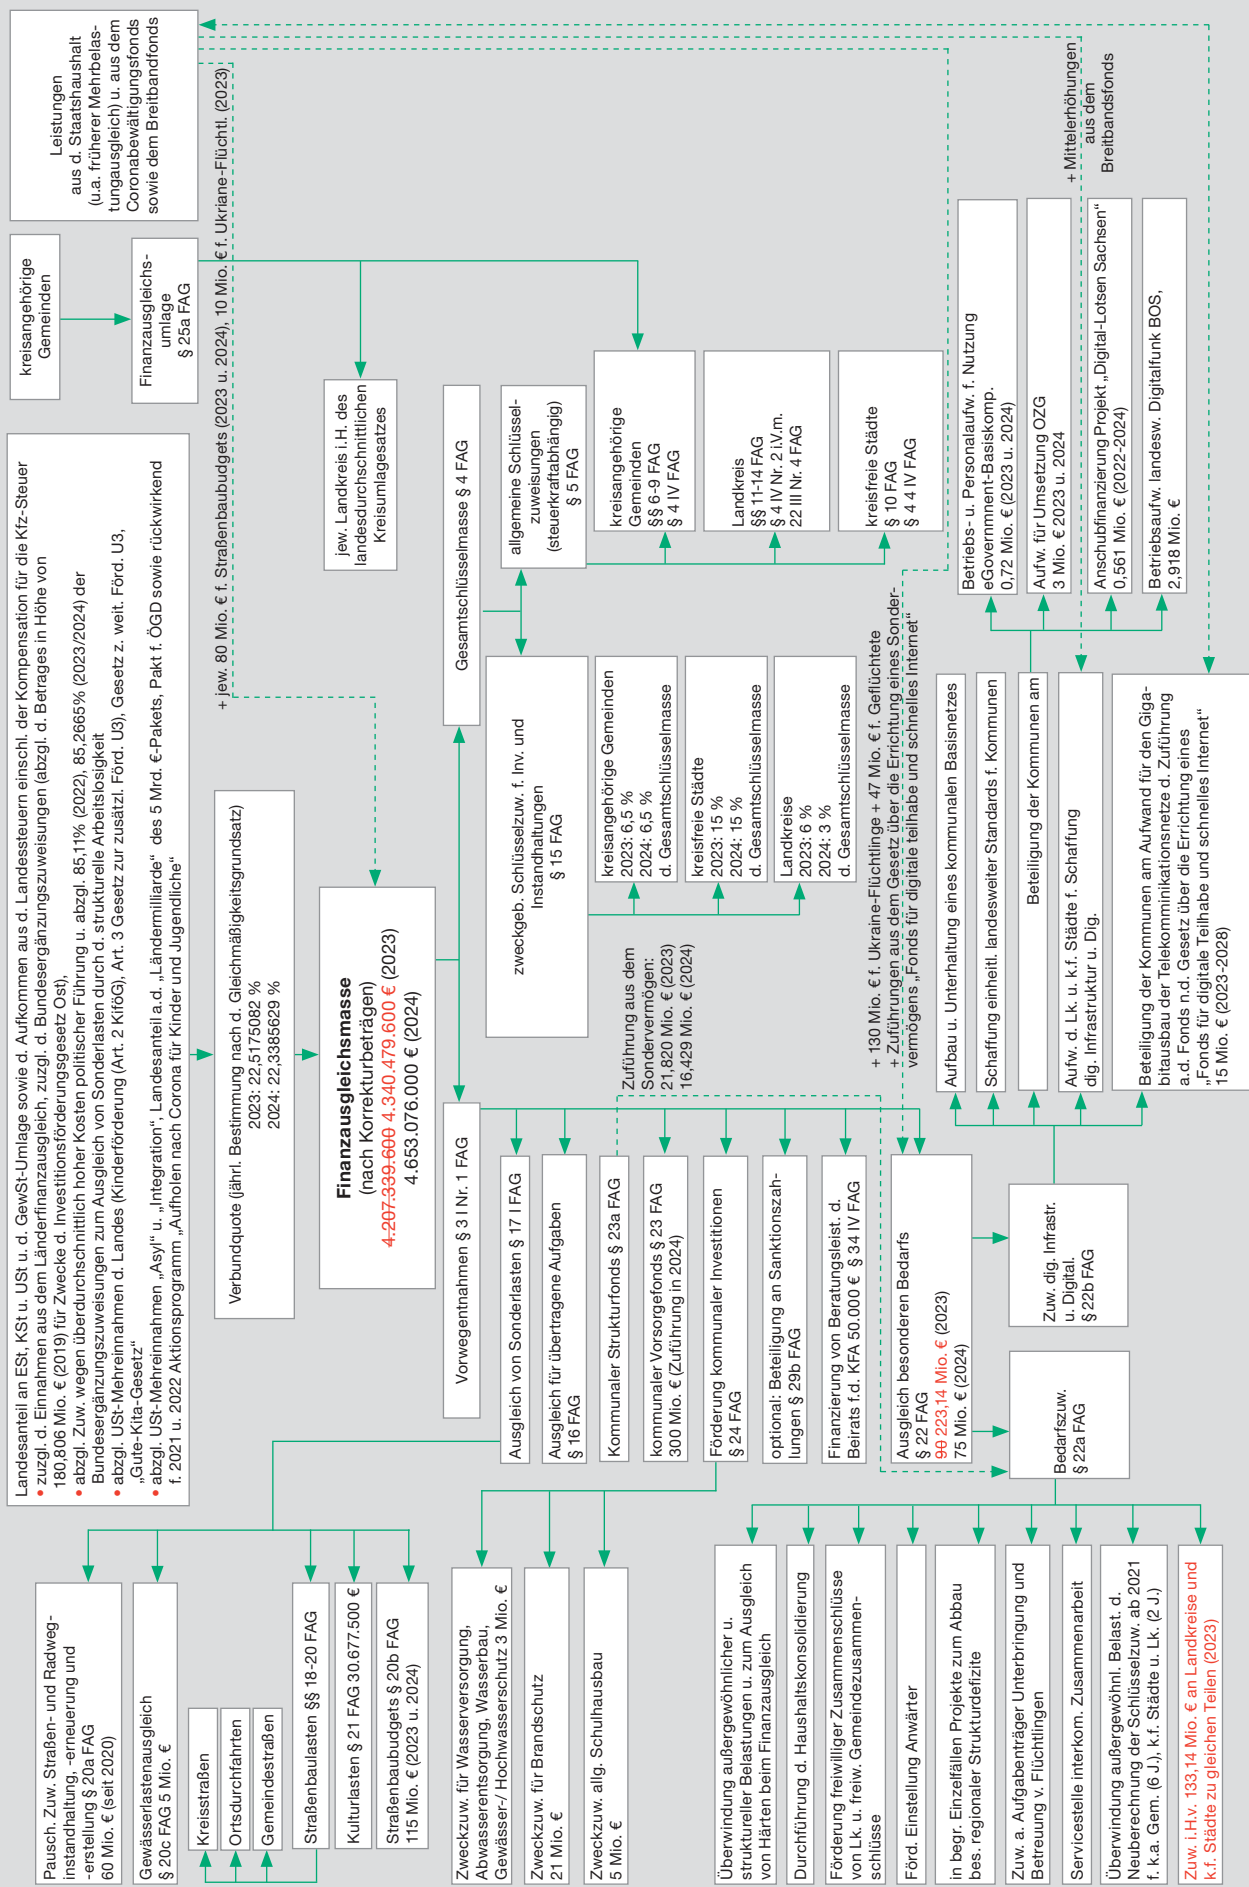 Landesanteil an ESt, KSt u. USt u. d. GewSt-Umlage sowie d. Aufkommen aus d. Landessteuern einschl. der Kompensation für die Kfz-Steuer
• zuzgl. d. Einnahmen aus dem Länderfinanzausgleich, zuzgl. d. Bundesergänzungszuweisungen (abzgl. d. Betrages in Höhe von
180,806 Mio. € (2019) für Zwecke d. Investitionsförderungsgesetz Ost),
• abzgl. Zuw. wegen überdurchschnittlich hoher Kosten politischer Führung u. abzgl. 85,11% (2022), 85,2665% (2023/2024) der
Bundesergänzungszuweisungen zum Ausgleich von Sonderlasten durch d. strukturelle Arbeitslosigkeit
• abzgl. USt-Mehreinnahmen d. Landes (Kinderförderung (Art. 2 KiföG), Art. 3 Gesetz zur zusätzl. Förd. U3), Gesetz z. weit. Förd. U3,
„Gute-Kita-Gesetz“
• abzgl. USt-Mehreinnahmen „Asyl“ u. „Integration“, Landesanteil a.d. „Ländermilliarde“ des 5 Mrd. €-Pakets, Pakt f. ÖGD sowie rückwirkend
f. 2021 u. 2022 Aktionsprogramm „Aufholen nach Corona für Kinder und Jugendliche“
kreisangehörige
Gemeinden
Finanzausgleichs-
umlage
§ 25a FAG
Leistungen
aus d. Staatshaushalt
(u.a. früherer Mehrbelas-
tungausgleich) u. aus dem
Coronabewältigungsfonds
sowie dem Breitbandfonds
+ jew. 80 Mio. € f. Straßenbaubudgets (2023 u. 2024), 10 Mio. € f. Ukriane-Flüchtl. (2023)
Verbundquote (jährl. Bestimmung nach d. Gleichmäßigkeitsgrundsatz)
2023: 22,5175082 %
2024: 22,3385629 %
Finanzausgleichsmasse
(nach Korrekturbeträgen)
4.207.339.600 4.340.479.600 € (2023)
4.653.076.000 € (2024)
jew. Landkreis i.H. des
landesdurchschnittlichen
Kreisumlagesatzes
Vorwegentnahmen § 3 I Nr. 1 FAG
Gesamtschlüsselmasse § 4 FAG
Pausch. Zuw. Straßen- und Radweg-
instandhaltung, -erneuerung und
-erstellung § 20a FAG
60 Mio. € (seit 2020)
Gewässerlastenausgleich
§ 20c FAG 5 Mio. €
Kreisstraßen
Ortsdurchfahrten
Gemeindestraßen
Straßenbaulasten §§ 18-20 FAG
Kulturlasten § 21 FAG 30.677.500 €
Straßenbaubudgets § 20b FAG
115 Mio. € (2023 u. 2024)
Zweckzuw. für Wasserversorgung,
Abwasserentsorgung, Wasserbau,
Gewässer-/ Hochwasserschutz 3 Mio. €
Zweckzuw. für Brandschutz
21 Mio. €
Zweckzuw. allg. Schulhausbau
5 Mio. €
Ausgleich von Sonderlasten § 17 I FAG
Ausgleich für übertragene Aufgaben
§ 16 FAG
Kommunaler Strukturfonds § 23a FAG
kommunaler Vorsorgefonds § 23 FAG
300 Mio. € (Zuführung in 2024)
Förderung kommunaler Investitionen
§ 24 FAG
optional: Beteiligung an Sanktionszah-
lungen § 29b FAG
Finanzierung von Beratungsleist. d.
Beirats f.d. KFA 50.000 € § 34 IV FAG
Ausgleich besonderen Bedarfs
§ 22 FAG
90 223,14 Mio. € (2023)
75 Mio. € (2024)
Zuführung aus dem
Sondervermögen:
21,820 Mio. € (2023)
16,429 Mio. € (2024)
zweckgeb. Schlüsselzuw. f. Inv. und
Instandhaltungen
§ 15 FAG
kreisangehörige Gemeinden
2023: 6,5 %
2024: 6,5 %
d. Gesamtschlüsselmasse
kreisfreie Städte
2023: 15 %
2024: 15 %
d. Gesamtschlüsselmasse
Landkreise
2023: 6 %
2024: 3 %
d. Gesamtschlüsselmasse
allgemeine Schlüssel-
zuweisungen
(steuerkraftabhängig)
§ 5 FAG
kreisangehörige
Gemeinden
§§ 6-9 FAG
§ 4 IV FAG
Landkreis
§§ 11-14 FAG
§ 4 IV Nr. 2 i.V.m.
22 III Nr. 4 FAG
kreisfreie Städte
§ 10 FAG
§ 4 IV FAG
+ 130 Mio. € f. Ukraine-Flüchtlinge + 47 Mio. € f. Geflüchtete
+ Zuführungen aus dem Gesetz über die Errichtung eines Sonder-
vermögens „Fonds für digitale teilhabe und schnelles Internet“
Bedarfszuw.
§ 22a FAG
Zuw. dig. Infrastr.
u. Digital.
§ 22b FAG
Überwindung außergewöhnlicher u.
struktureller Belastungen u. zum Ausgleich
von Härten beim Finanzausgleich
Durchführung d. Haushaltskonsolidierung
Förderung freiwilliger Zusammenschlüsse
von Lk. u. freiw. Gemeindezusammen-
schlüsse
Förd. Einstellung Anwärter
in begr. Einzelfällen Projekte zum Abbau
bes. regionaler Strukturdefizite
Zuw. a. Aufgabenträger Unterbringung und
Betreuung v. Flüchtlingen
Servicestelle interkom. Zusammenarbeit
Überwindung außergewöhnl. Belast. d.
Neuberechnung der Schlüsselzuw. ab 2021
f. k.a. Gem. (6 J.), k.f. Städte u. Lk. (2 J.)
Zuw. i.H.v. 133,14 Mio. € an Landkreise und
k.f. Städte zu gleichen Teilen (2023)
Aufbau u. Unterhaltung eines kommunalen Basisnetzes
Schaffung einheitl. landesweiter Standards f. Kommunen
Beteiligung der Kommunen am
Aufw. d. Lk. u. k.f. Städte f. Schaffung
dig. Infrastruktur u. Dig.
Beteiligung der Kommunen am Aufwand für den Giga-
bitausbau der Telekomminikationsnetze d. Zuführung
a.d. Fonds n.d. Gesetz über die Errichtung eines
„Fonds für digitale Teilhabe und schnelles Internet“
15 Mio. € (2023-2028)
Betriebs- u. Personalaufw. f. Nutzung
eGovernmnent-Basiskomp.
0,72 Mio. € (2023 u. 2024)
Aufw. für Umsetzung OZG
3 Mio. € 2023 u. 2024
Anschubfinanzierung Projekt „Digital-Lotsen Sachsen“
0,561 Mio. € (2022-2024)
Betriebsaufw. landesw. Digitalfunk BOS,
2,918 Mio. €
+ Mittelerhöhungen
aus dem
Breitbandsfonds